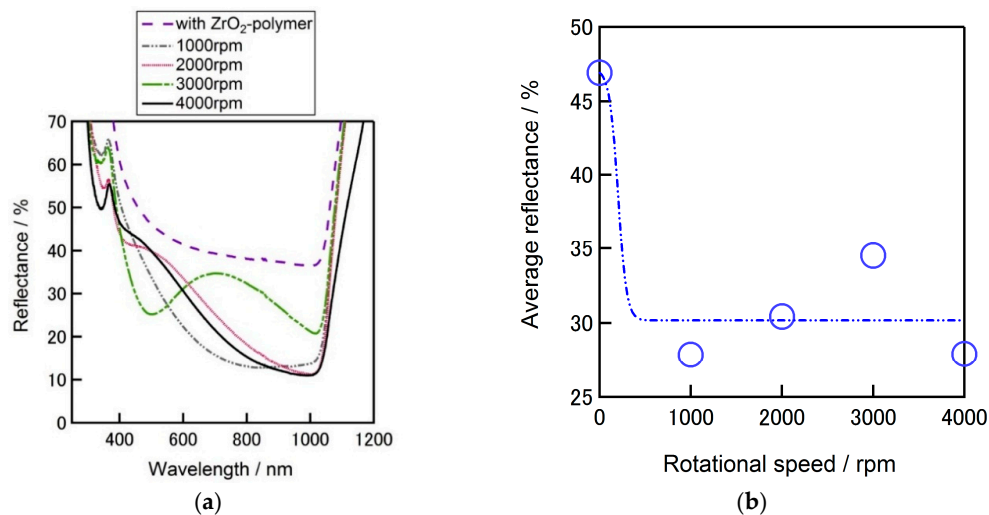 with ZrO₂-polymer
1000rpm
2000rpm
3000rpm
4000rpm
70
60
50
40
30
20
10
0
Reflectance / %
400 600 800 1000 1200
Wavelength / nm
(a)
50
45
40
35
30
25
Average reflectance / %
0 1000 2000 3000 4000
Rotational speed / rpm
(b)